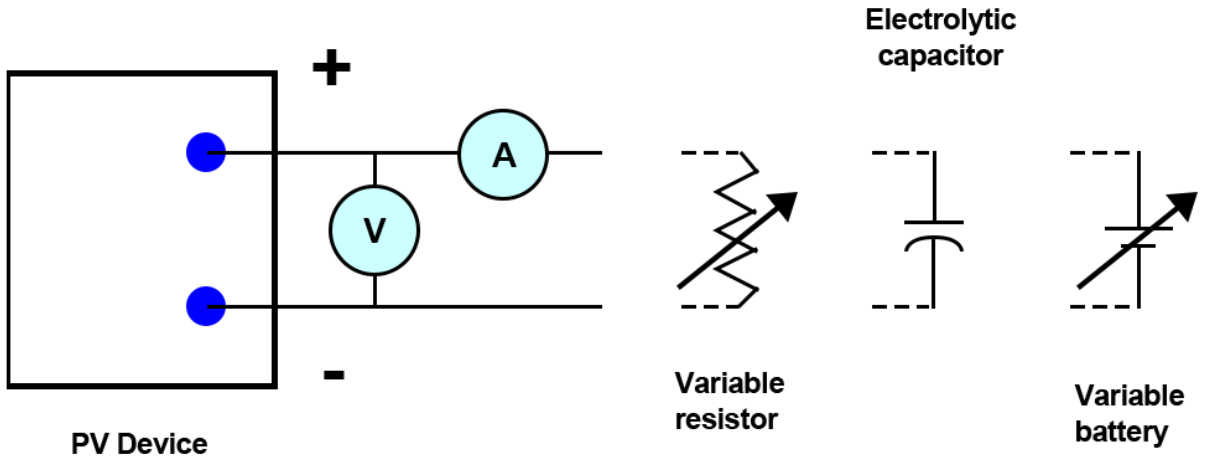 Electrolytic
capacitor
+
A
V
-
Variable
resistor
Variable
battery
PV Device